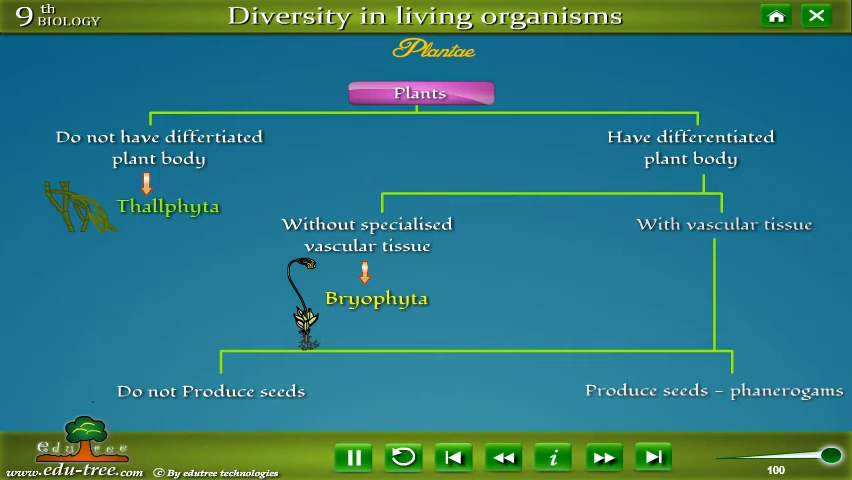 9th BIOLOGY
Diversity in living organisms
Plantae
Plants
Do not have differtiated
plant body
Have differentiated
plant body
Thallphyta
Without specialised
vascular tissue
With vascular tissue
Bryophyta
Do not Produce seeds
Produce seeds - phanerogams
edutree
www.edu-tree.com © By edutree technologies
i
100